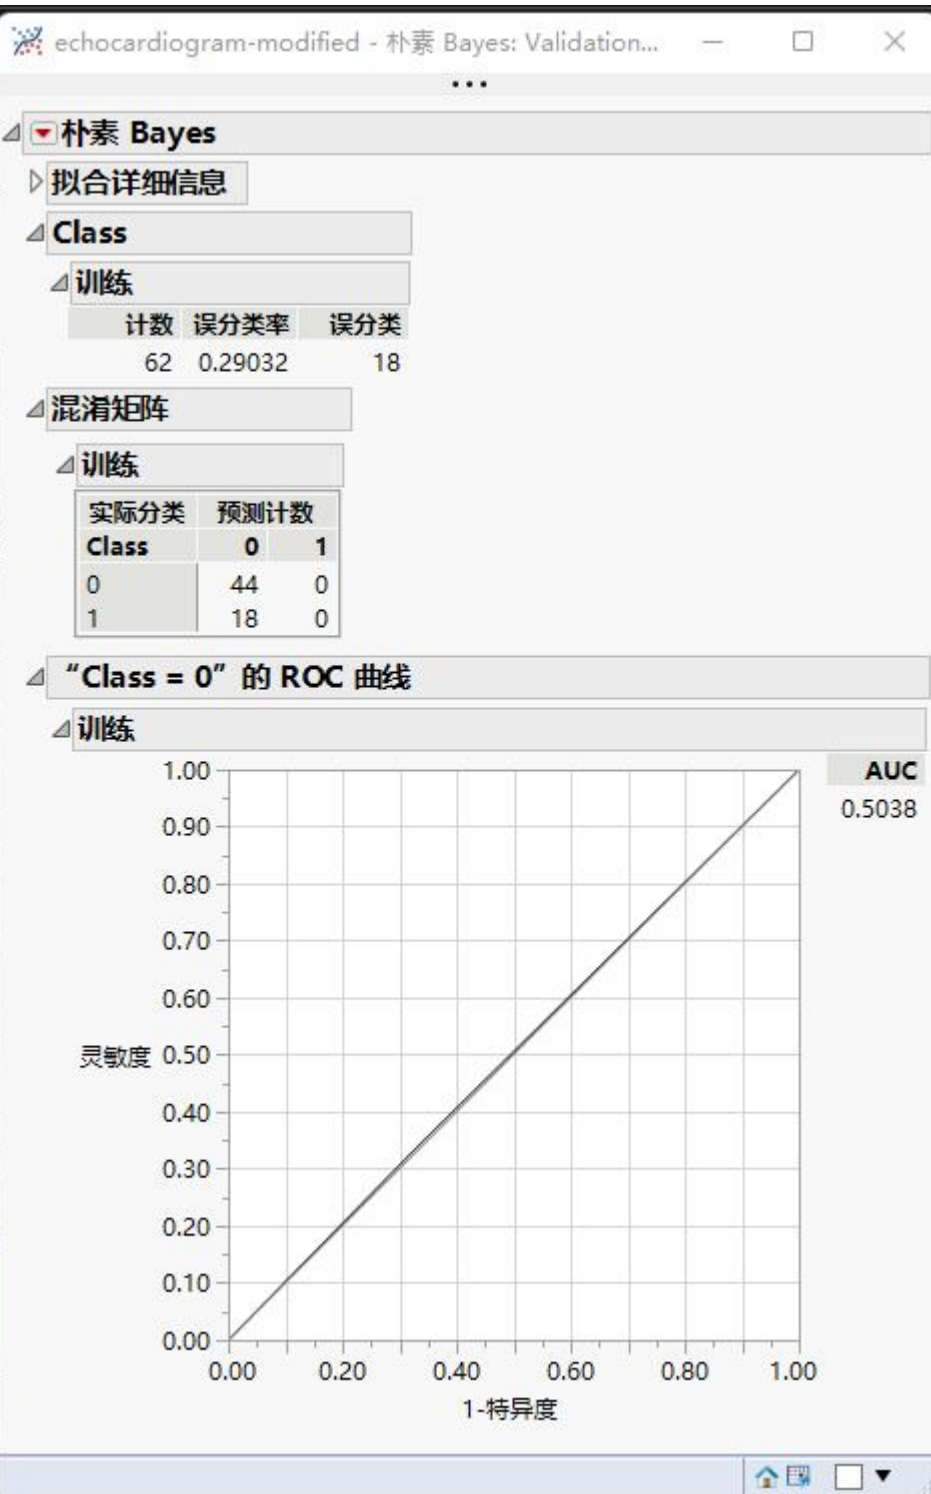 echocardiogram-modified - 朴素 Bayes: Validation...
朴素 Bayes
拟合详细信息
Class
训练
计数 误分类率 误分类
62 0.29032 18
混淆矩阵
训练
实际分类 预测计数
Class 0 1
0 44 0
1 18 0
“Class = 0”的 ROC 曲线
训练
AUC
0.5038
1.00
0.90
0.80
0.70
0.60
灵敏度 0.50
0.40
0.30
0.20
0.10
0.00
0.00 0.20 0.40 0.60 0.80 1.00
1-特异度